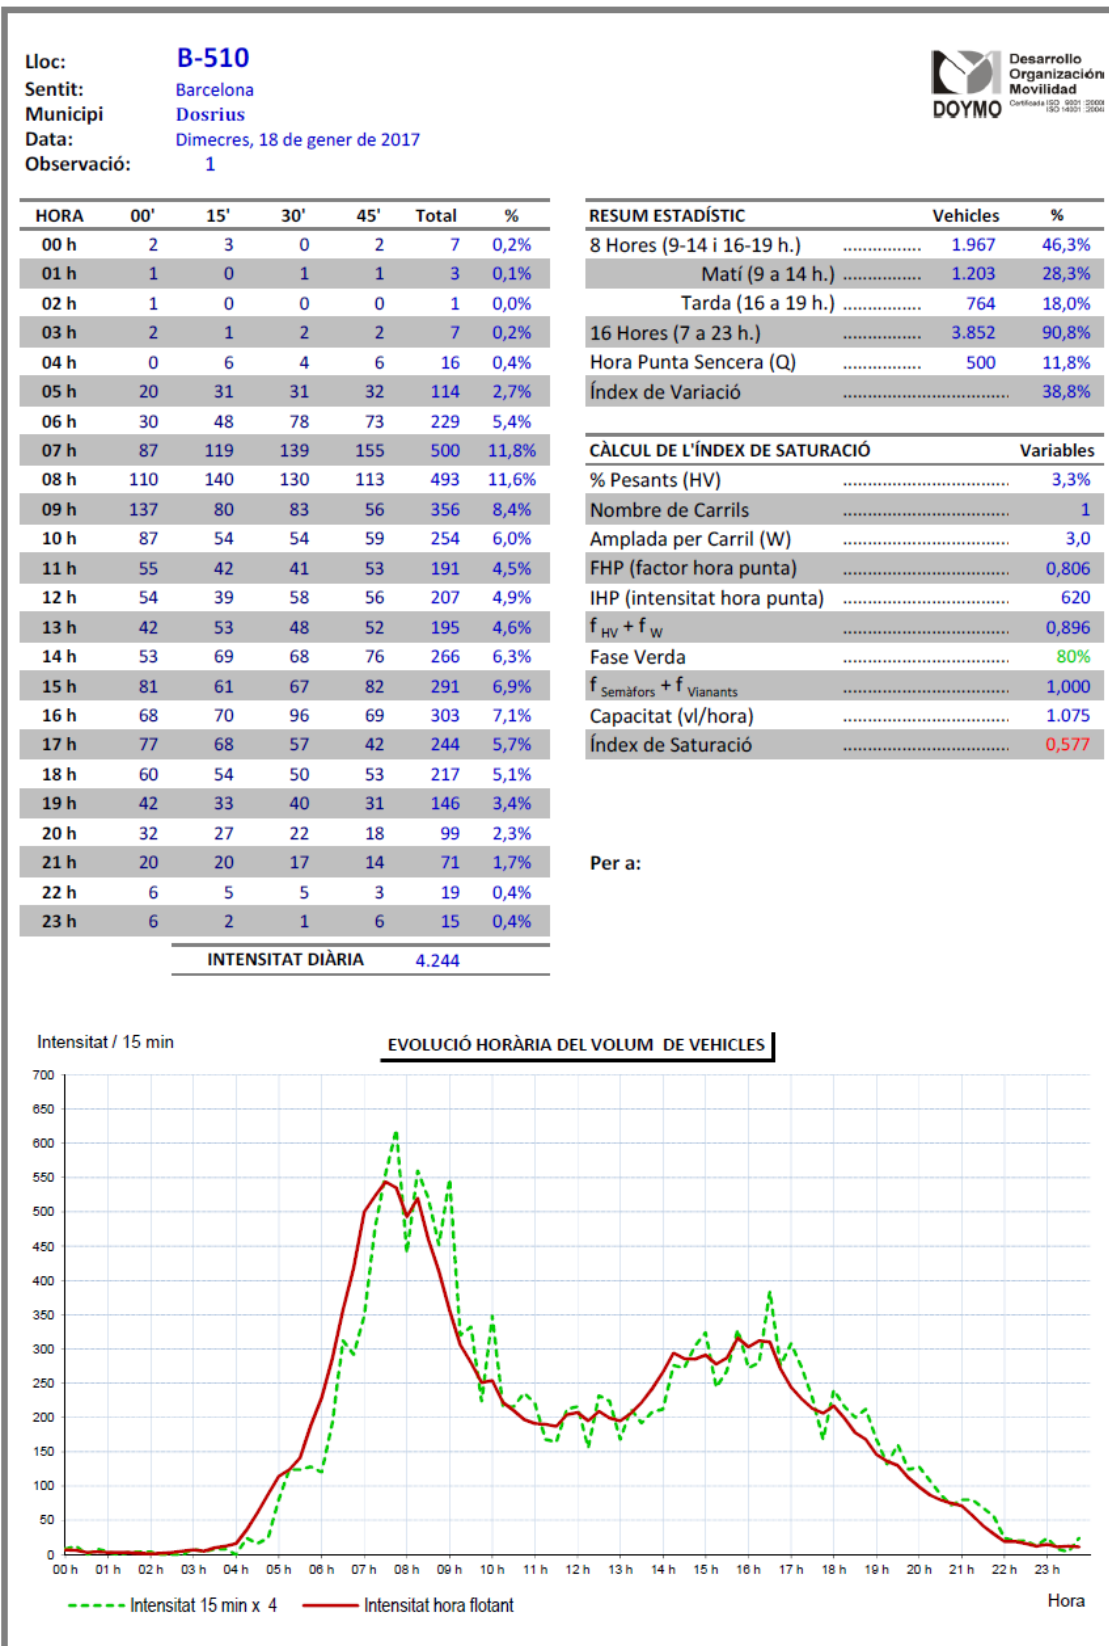 Lloc: B-510
Sentit: Barcelona
Municipi Dosrius
Data: Dimecres, 18 de gener de 2017
Observació: 1
Desarrollo
Organización
Movilidad
DOYMO
HORA 00' 15' 30' 45' Total %
00 h 2 3 0 2 7 0,2%
01 h 1 0 1 1 3 0,1%
02 h 1 0 0 0 1 0,0%
03 h 2 1 2 2 7 0,2%
04 h 0 6 4 6 16 0,4%
05 h 20 31 31 32 114 2,7%
06 h 30 48 78 73 229 5,4%
07 h 87 119 139 155 500 11,8%
08 h 110 140 130 113 493 11,6%
09 h 137 80 83 56 356 8,4%
10 h 87 54 54 59 254 6,0%
11 h 55 42 41 53 191 4,5%
12 h 54 39 58 56 207 4,9%
13 h 42 53 48 52 195 4,6%
14 h 53 69 68 76 266 6,3%
15 h 81 61 67 82 291 6,9%
16 h 68 70 96 69 303 7,1%
17 h 77 68 57 42 244 5,7%
18 h 60 54 50 53 217 5,1%
19 h 42 33 40 31 146 3,4%
20 h 32 27 22 18 99 2,3%
21 h 20 20 17 14 71 1,7%
22 h 6 5 5 3 19 0,4%
23 h 6 2 1 6 15 0,4%
INTENSITAT DIÀRIA 4.244
RESUM ESTADÍSTIC Vehicles %
8 Hores (9-14 i 16-19 h.) ................ 1.967 46,3%
Matí (9 a 14 h.) ................ 1.203 28,3%
Tarda (16 a 19 h.) ................ 764 18,0%
16 Hores (7 a 23 h.) ................ 3.852 90,8%
Hora Punta Sencera (Q) ................ 500 11,8%
Índex de Variació ................................. 38,8%
CÀLCUL DE L'ÍNDEX DE SATURACIÓ Variables
% Pesants (HV) ................................. 3,3%
Nombre de Carrils ................................. 1
Amplada per Carril (W) ................................. 3,0
FHP (factor hora punta) ................................. 0,806
IHP (intensitat hora punta) ................................. 620
f HV + f W ................................. 0,896
Fase Verda ................................. 80%
f Semàfors + f Vianants ................................. 1,000
Capacitat (vl/hora) ................................. 1.075
Índex de Saturació ................................. 0,577
Per a:
Intensitat / 15 min
EVOLUCIÓ HORÀRIA DEL VOLUM DE VEHICLES
700
650
600
550
500
450
400
350
300
250
200
150
100
50
0
00 h 01 h 02 h 03 h 04 h 05 h 06 h 07 h 08 h 09 h 10 h 11 h 12 h 13 h 14 h 15 h 16 h 17 h 18 h 19 h 20 h 21 h 22 h 23 h
Hora
Intensitat 15 min x 4 Intensitat hora flotant